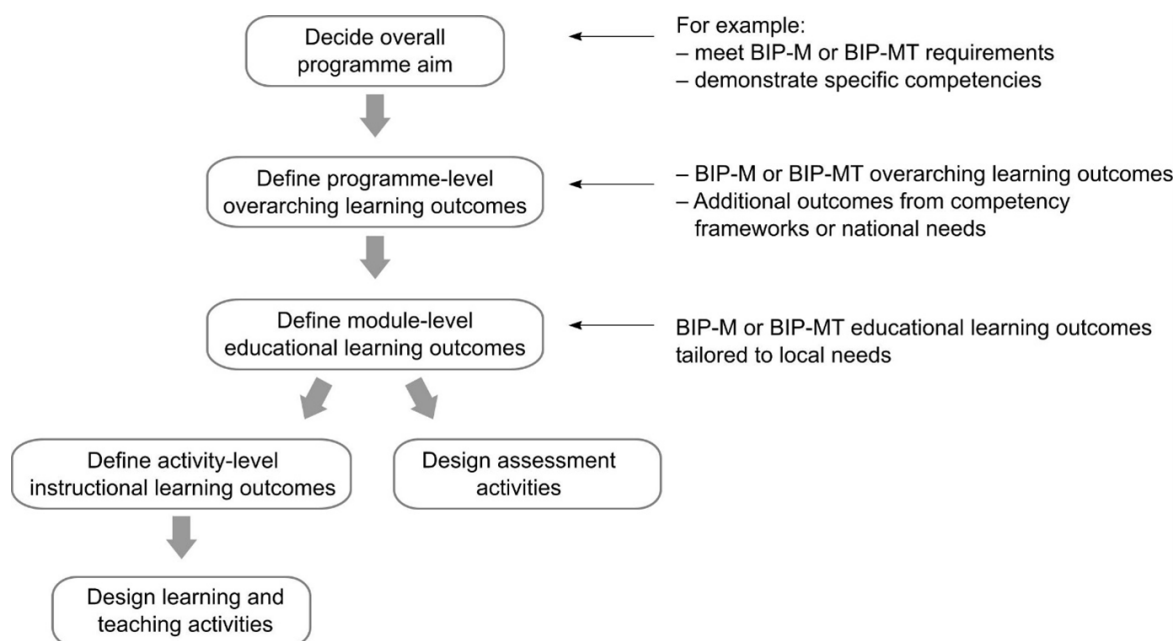 Decide overall
programme aim
For example:
– meet BIP-M or BIP-MT requirements
– demonstrate specific competencies
Define programme-level
overarching learning outcomes
– BIP-M or BIP-MT overarching learning outcomes
– Additional outcomes from competency
frameworks or national needs
Define module-level
educational learning outcomes
BIP-M or BIP-MT educational learning outcomes
tailored to local needs
Define activity-level
instructional learning outcomes
Design assessment
activities
Design learning and
teaching activities